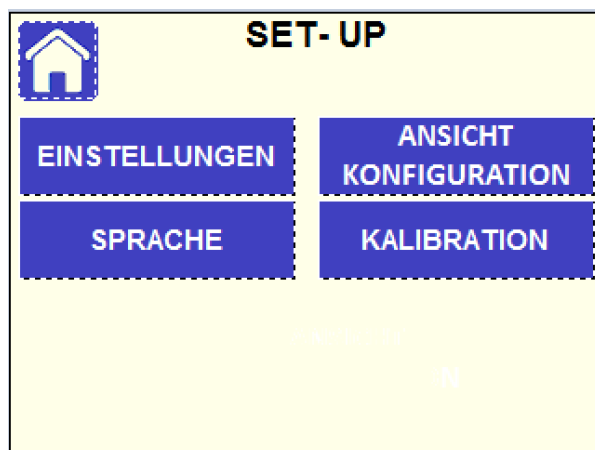 SET- UP
EINSTELLUNGEN
ANSICHT
KONFIGURATION
SPRACHE
KALIBRATION